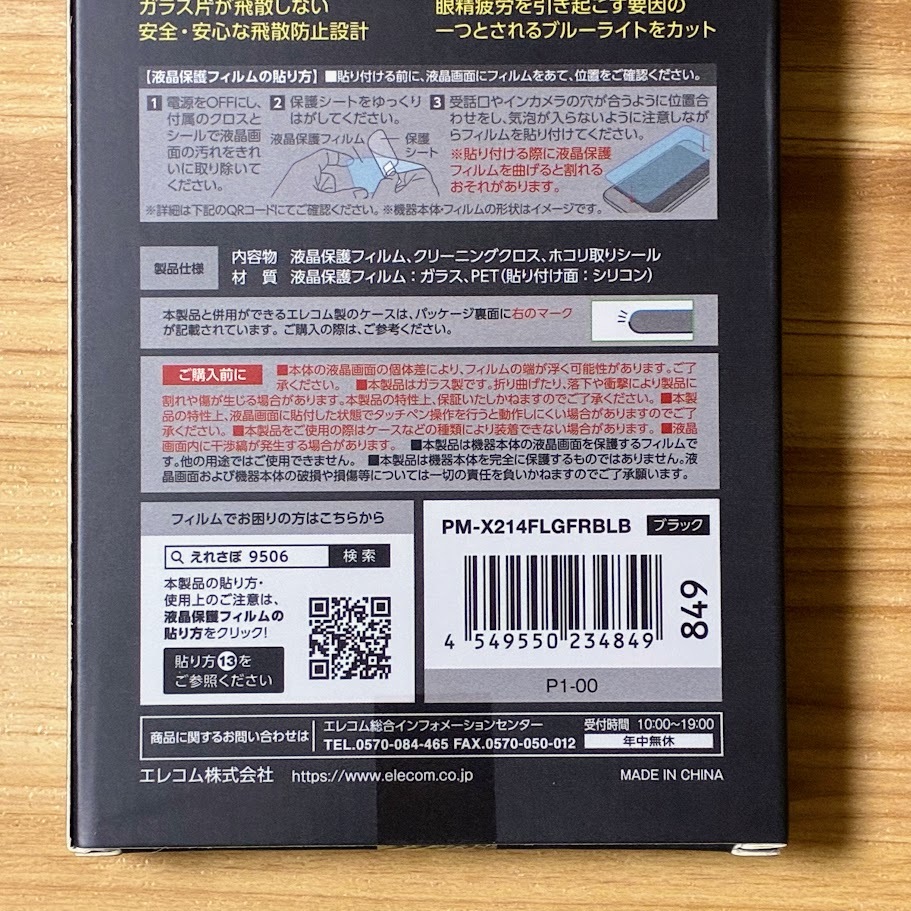 ガラス片が飛散しない
安全・安心な飛散防止設計
眼精疲労を引き起こす要因の
一つとされるブルーライトをカット
【液晶保護フィルムの貼り方】 ■貼り付ける前に、液晶画面にフィルムをあて、位置をご確認ください。
1 電源をOFFにし、
付属のクロスと
シールで液晶画
面の汚れをきれ
いに取り除いて
ください。
2 保護シートをゆっくり
はがしてください。
液晶保護フィルム
保護
シート
3 受話口やインカメラの穴が合うように位置合
わせをし、気泡が入らないように注意しなが
らフィルムを貼り付けてください。
※貼り付ける際に液晶保護
フィルムを曲げると割れる
おそれがあります。
※詳細は下記のQRコードにてご確認ください。※機器本体・フィルムの形状はイメージです。
製品仕様
内容物 液晶保護フィルム、クリーニングクロス、ホコリ取りシール
材 質 液晶保護フィルム：ガラス、PET（貼り付け面：シリコン）
本製品と併用ができるエレコム製のケースは、パッケージ裏面に右のマーク
が記載されています。ご購入の際は、ご参考ください。
ご購入前に ■本体の液晶画面の個体差により、フィルムの端が浮く可能性があります。ご了
承ください。 ■本製品はガラス製です。折り曲げたり、落下や衝撃により製品に
割れや傷が生じる場合があります。本製品の特性上、保証いたしかねますのでご了承ください。 ■本製
品の特性上、液晶画面に貼付した状態でタッチペン操作を行うと動作しにくい場合がありますのでご了
承ください。 ■本製品をご使用の際はケースなどの種類により装着できない場合があります。 ■液晶
画面内に干渉縞が発生する場合があります。 ■本製品は機器本体の液晶画面を保護するフィルムで
す。他の用途ではご使用できません。 ■本製品は機器本体を完全に保護するものではありません。液
晶画面および機器本体の破損や損傷等については一切の責任を負いかねますのでご了承願います。
フィルムでお困りの方はこちらから
えれさぽ 9506 検索
本製品の貼り方・
使用上のご注意は、
液晶保護フィルムの
貼り方をクリック!
貼り方⑬を
ご参照ください
PM-X214FLGFRBLB ブラック
4 549550 234849
849
P1-00
商品に関するお問い合わせは
エレコム総合インフォメーションセンター
TEL.0570-084-465 FAX.0570-050-012
受付時間 10:00～19:00
年中無休
エレコム株式会社 https://www.elecom.co.jp
MADE IN CHINA